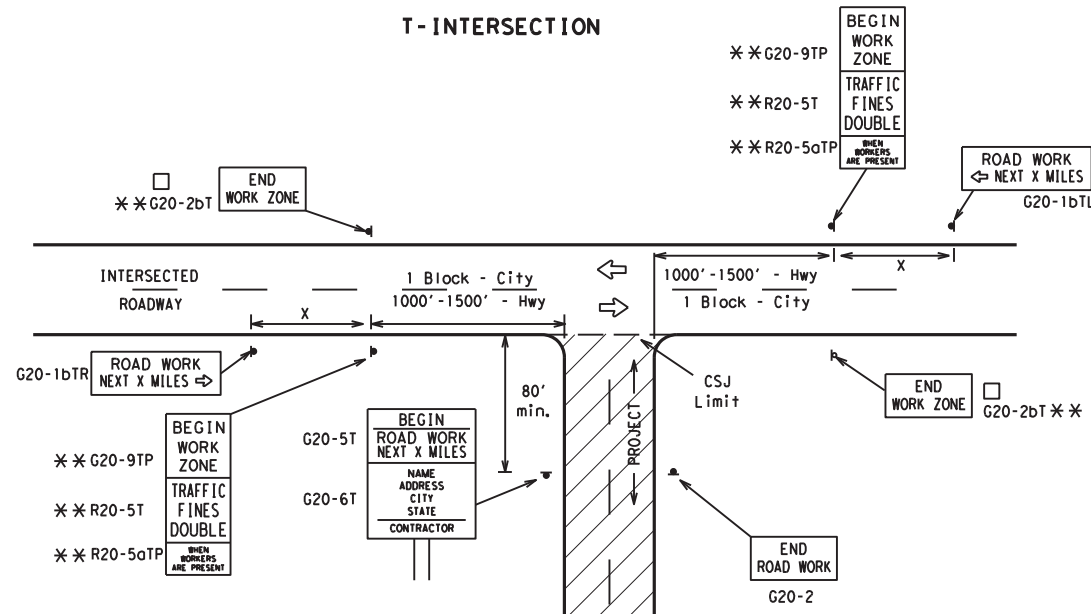 T-INTERSECTION
BEGIN
WORK
ZONE
TRAFFIC
FINES
DOUBLE
WHEN
WORKERS
ARE PRESENT
**G20-9TP
**R20-5T
**R20-5aTP
ROAD WORK
⇦ NEXT X MILES
G20-1bTL
END
WORK ZONE
□
**G20-2bT
INTERSECTED
ROADWAY
1 Block - City
1000'-1500' - Hwy
X
1000'-1500' - Hwy
1 Block - City
X
G20-1bTR
ROAD WORK
NEXT X MILES ⇨
80'
min.
CSJ
Limit
PROJECT
END
WORK ZONE
□
G20-2bT **
BEGIN
WORK
ZONE
TRAFFIC
FINES
DOUBLE
WHEN
WORKERS
ARE PRESENT
**G20-9TP
**R20-5T
**R20-5aTP
G20-5T
G20-6T
BEGIN
ROAD WORK
NEXT X MILES
NAME
ADDRESS
CITY
STATE
CONTRACTOR
END
ROAD WORK
G20-2